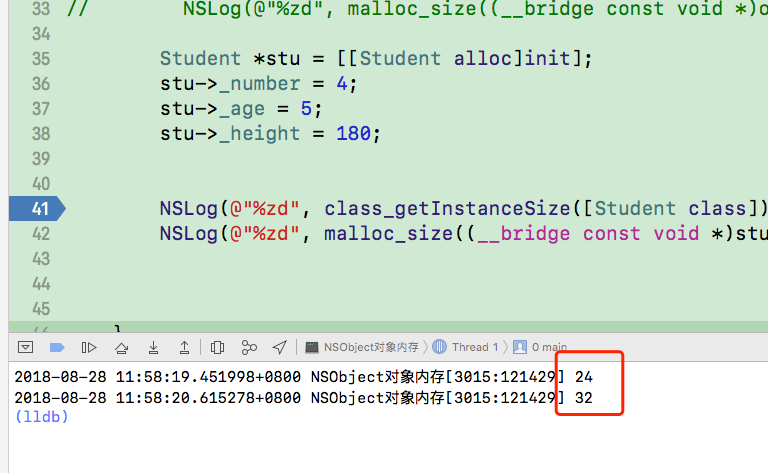 33 // NSLog(@"%zd", malloc_size((__bridge const void *)o
34
35 Student *stu = [[Student alloc]init];
36 stu->_number = 4;
37 stu->_age = 5;
38 stu->_height = 180;
39
40
41 NSLog(@"%zd", class_getInstanceSize([Student class])
42 NSLog(@"%zd", malloc_size((__bridge const void *)stu
43
44
45
NSObject对象内存 Thread 1 0 main
2018-08-28 11:58:19.451998+0800 NSObject对象内存[3015:121429] 24
2018-08-28 11:58:20.615278+0800 NSObject对象内存[3015:121429] 32
(lldb)